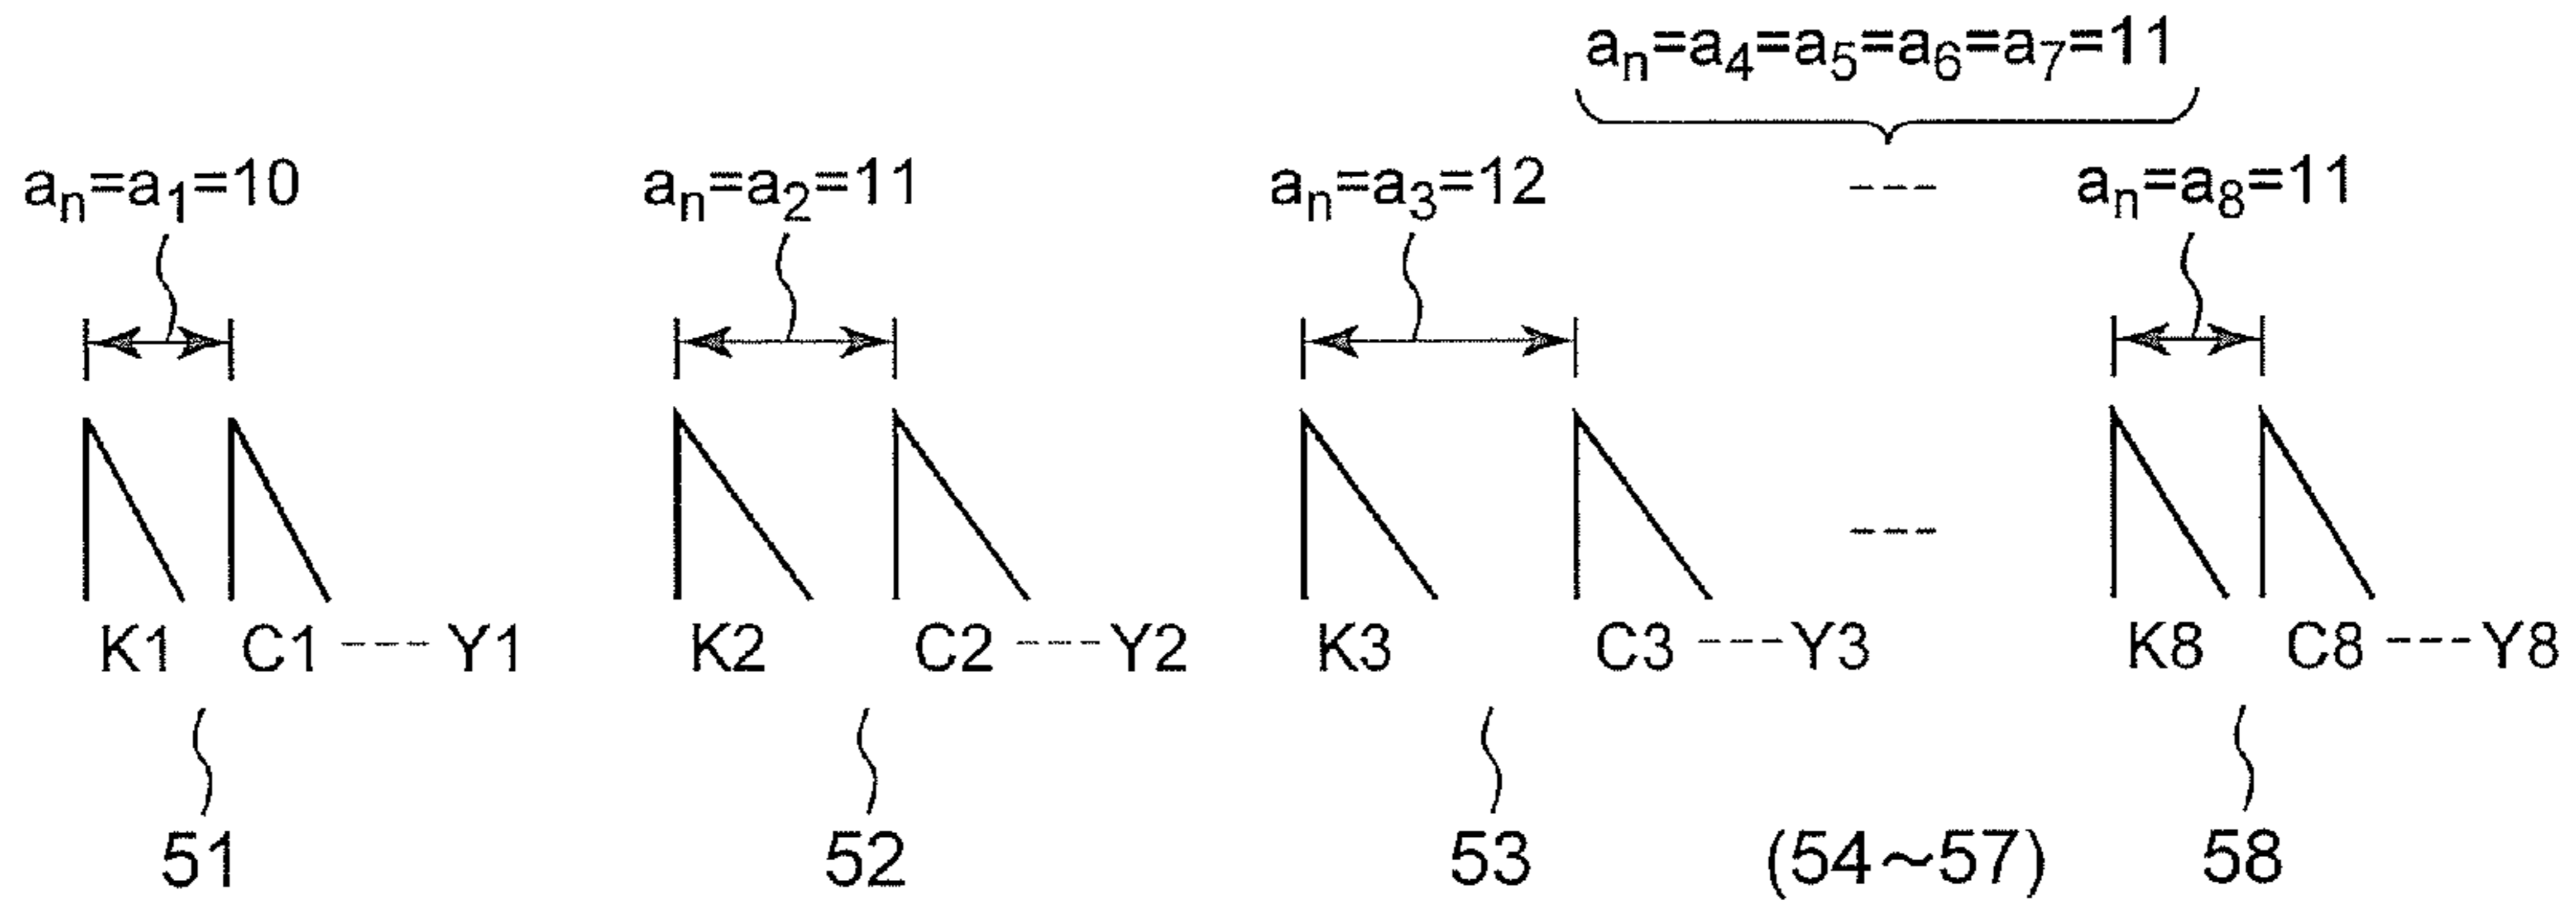 aₙ=a₄=a₅=a₆=a₇=11
aₙ=a₁=10 aₙ=a₂=11 aₙ=a₃=12 --- aₙ=a₈=11
---
K1 C1 --- Y1 K2 C2 --- Y2 K3 C3 --- Y3 K8 C8 --- Y8
51 52 53 (54~57) 58